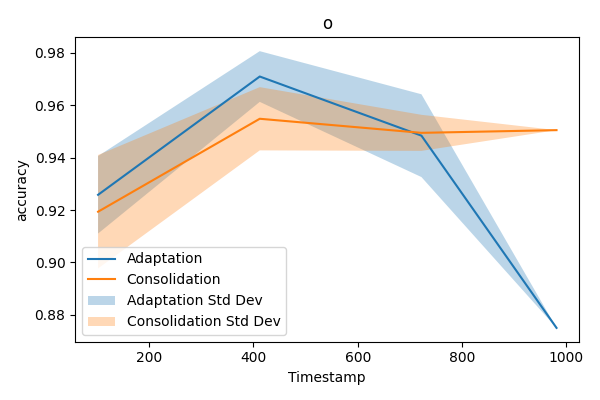 o
0.98
0.96
0.94
0.92
0.90
0.88
accuracy
Adaptation
Consolidation
Adaptation Std Dev
Consolidation Std Dev
200 400 600 800 1000
Timestamp